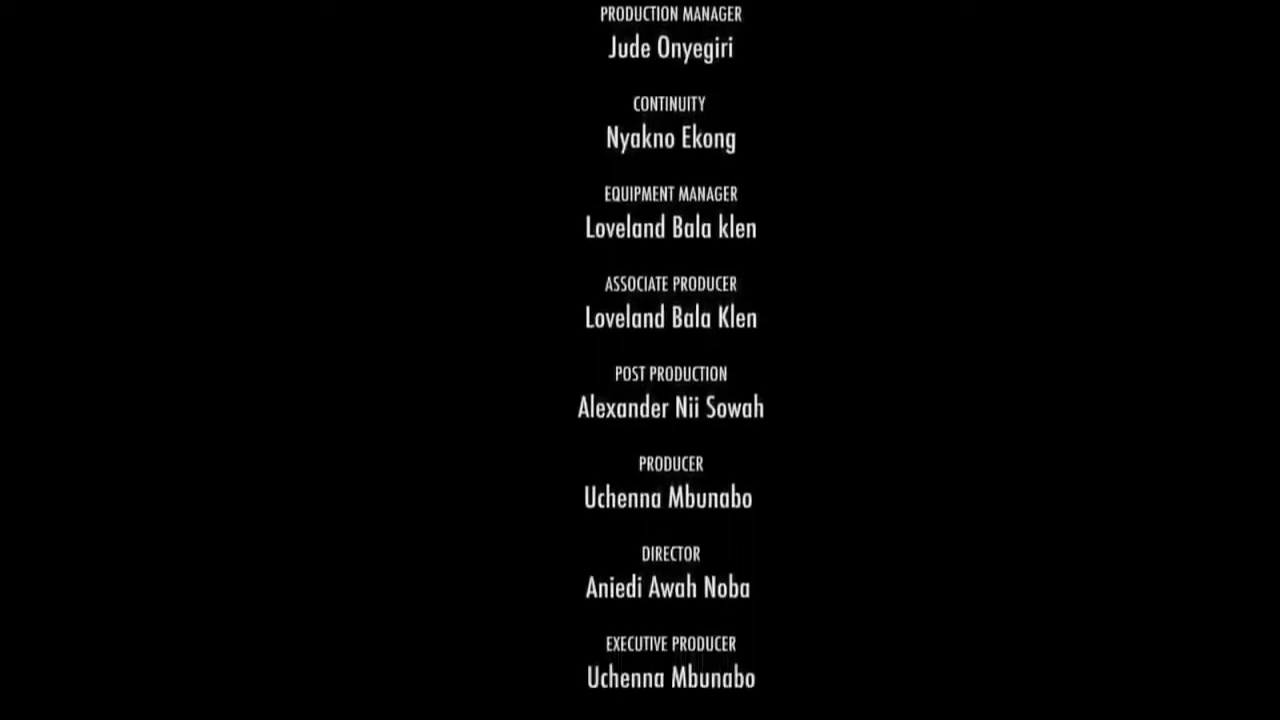 PRODUCTION MANAGER
Jude Onyegiri
CONTINUITY
Nyakno Ekong
EQUIPMENT MANAGER
Loveland Bala klen
ASSOCIATE PRODUCER
Loveland Bala Klen
POST PRODUCTION
Alexander Nii Sowah
PRODUCER
Uchenna Mbunabo
DIRECTOR
Aniedi Awah Noba
EXECUTIVE PRODUCER
Uchenna Mbunabo